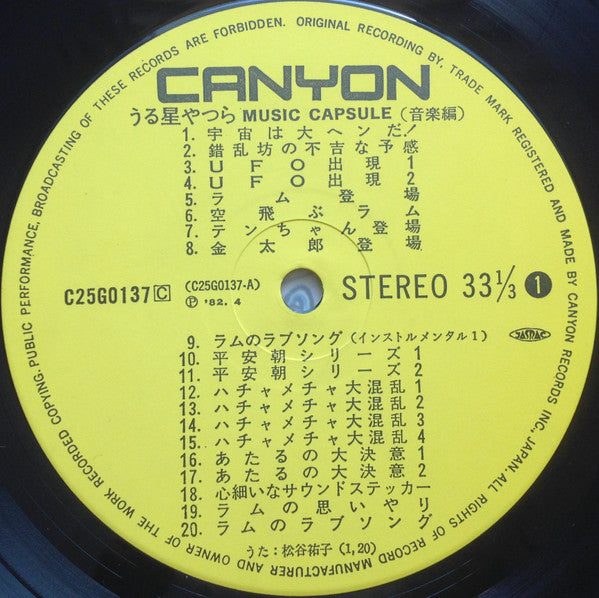 ALL RIGHTS OF RECORD MANUFACTURER AND OWNER OF THE WORK RECORDED COPYING, PUBLIC PERFORMANCE, BROADCASTING OF THESE RECORDS ARE FORBIDDEN. ORIGINAL RECORDING BY, TRADE MARK REGISTERED AND MADE BY CANYON RECORDS INC., JAPAN.
CANYON
うる星やつら MUSIC CAPSULE (音楽編)
1. 宇宙は大ヘンだ!
2. 錯乱坊の不吉な予感
3. UFO出現1
4. UFO出現2
5. ラム登場
6. 空飛ぶラム
7. テンちゃん登場
8. 金太郎登場
C25G0137 C (C25G0137-A) STEREO 33 1/3 1
Ⓟ '82. 4
9. ラムのラブソング (インストルメンタル1)
JASRAC
10. 平安朝シリーズ1
11. 平安朝シリーズ2
12. ハチャメチャ大混乱1
13. ハチャメチャ大混乱2
14. ハチャメチャ大混乱3
15. ハチャメチャ大混乱4
16. あたるの大決意1
17. あたるの大決意2
18. 心細いなサウンドステッカー
19. ラムの思いやり
20. ラムのラブソング
うた:松谷祐子 (1,20)